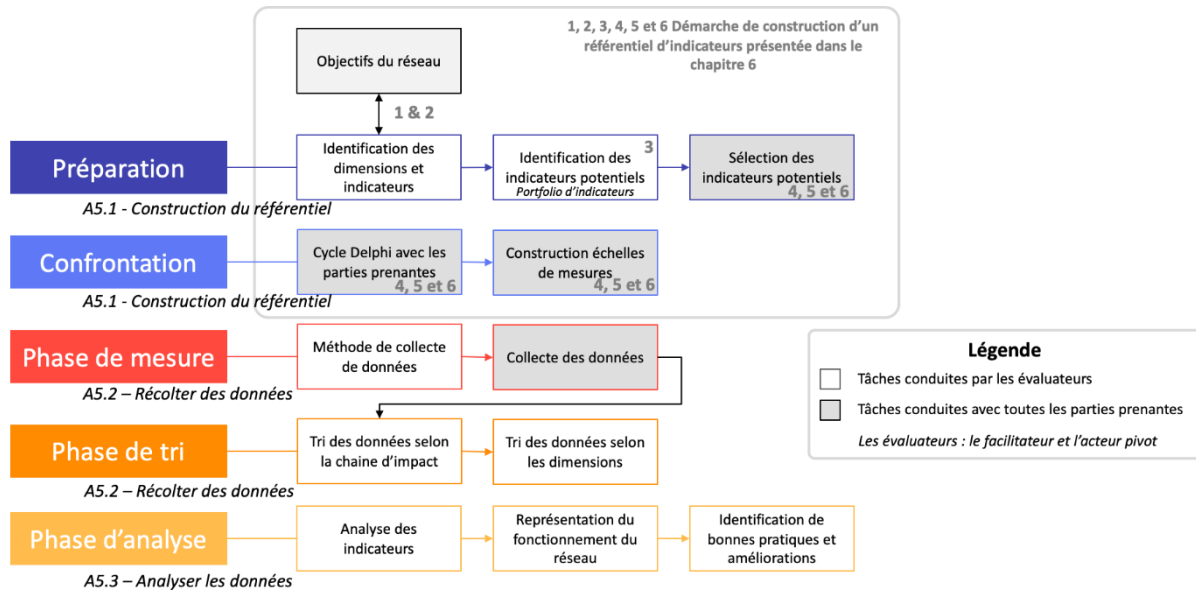 1, 2, 3, 4, 5 et 6 Démarche de construction d’un
référentiel d’indicateurs présentée dans le
chapitre 6
Objectifs du réseau
1 & 2
Préparation
Identification des
dimensions et
indicateurs
3
Identification des
indicateurs potentiels
Portfolio d’indicateurs
Sélection des
indicateurs potentiels
4, 5 et 6
A5.1 - Construction du référentiel
Confrontation
Cycle Delphi avec les
parties prenantes
4, 5 et 6
Construction échelles
de mesures
4, 5 et 6
A5.1 - Construction du référentiel
Phase de mesure
Méthode de collecte
de données
Collecte des données
A5.2 – Récolter des données
Phase de tri
Tri des données selon
la chaine d’impact
Tri des données selon
les dimensions
A5.2 – Récolter des données
Phase d’analyse
Analyse des
indicateurs
Représentation du
fonctionnement du
réseau
Identification de
bonnes pratiques et
améliorations
A5.3 – Analyser les données
Légende
Tâches conduites par les évaluateurs
Tâches conduites avec toutes les parties prenantes
Les évaluateurs : le facilitateur et l’acteur pivot